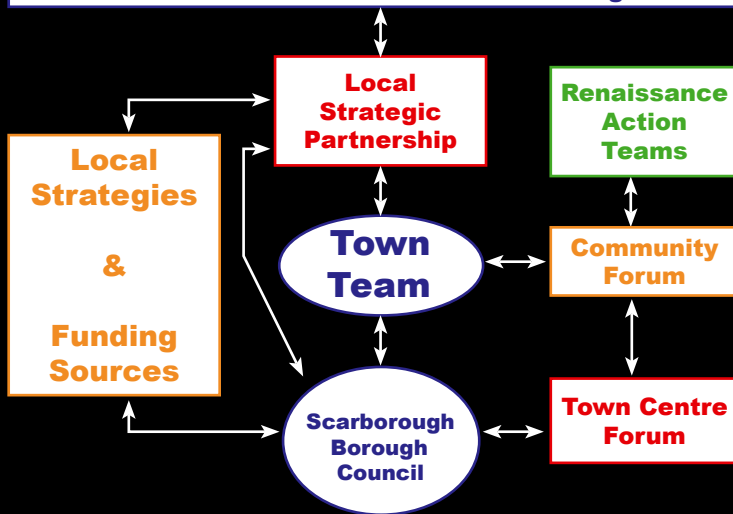 Local
Strategic
Partnership
Renaissance
Action
Teams
Local
Strategies
&
Funding
Sources
Town
Team
Community
Forum
Scarborough
Borough
Council
Town Centre
Forum